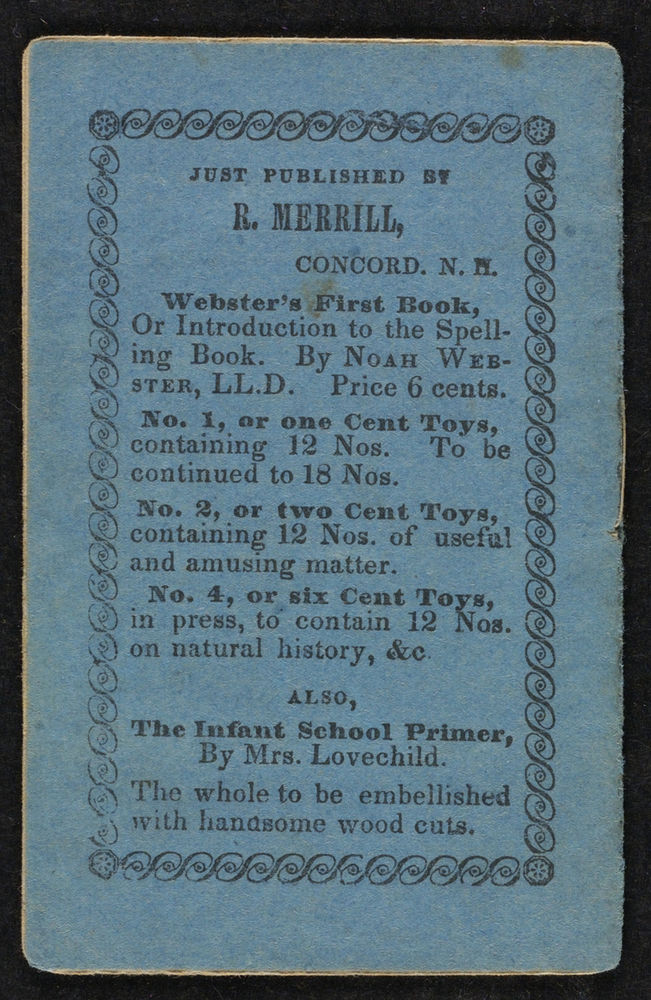 JUST PUBLISHED BY
R. MERRILL,
CONCORD. N. H.
Webster's First Book,
Or Introduction to the Spell-
ing Book. By NOAH WEB-
STER, LL.D. Price 6 cents.
No. 1, or one Cent Toys,
containing 12 Nos. To be
continued to 18 Nos.
No. 2, or two Cent Toys,
containing 12 Nos. of useful
and amusing matter.
No. 4, or six Cent Toys,
in press, to contain 12 Nos.
on natural history, &c.
ALSO,
The Infant School Primer,
By Mrs. Lovechild.
The whole to be embellished
with handsome wood cuts.